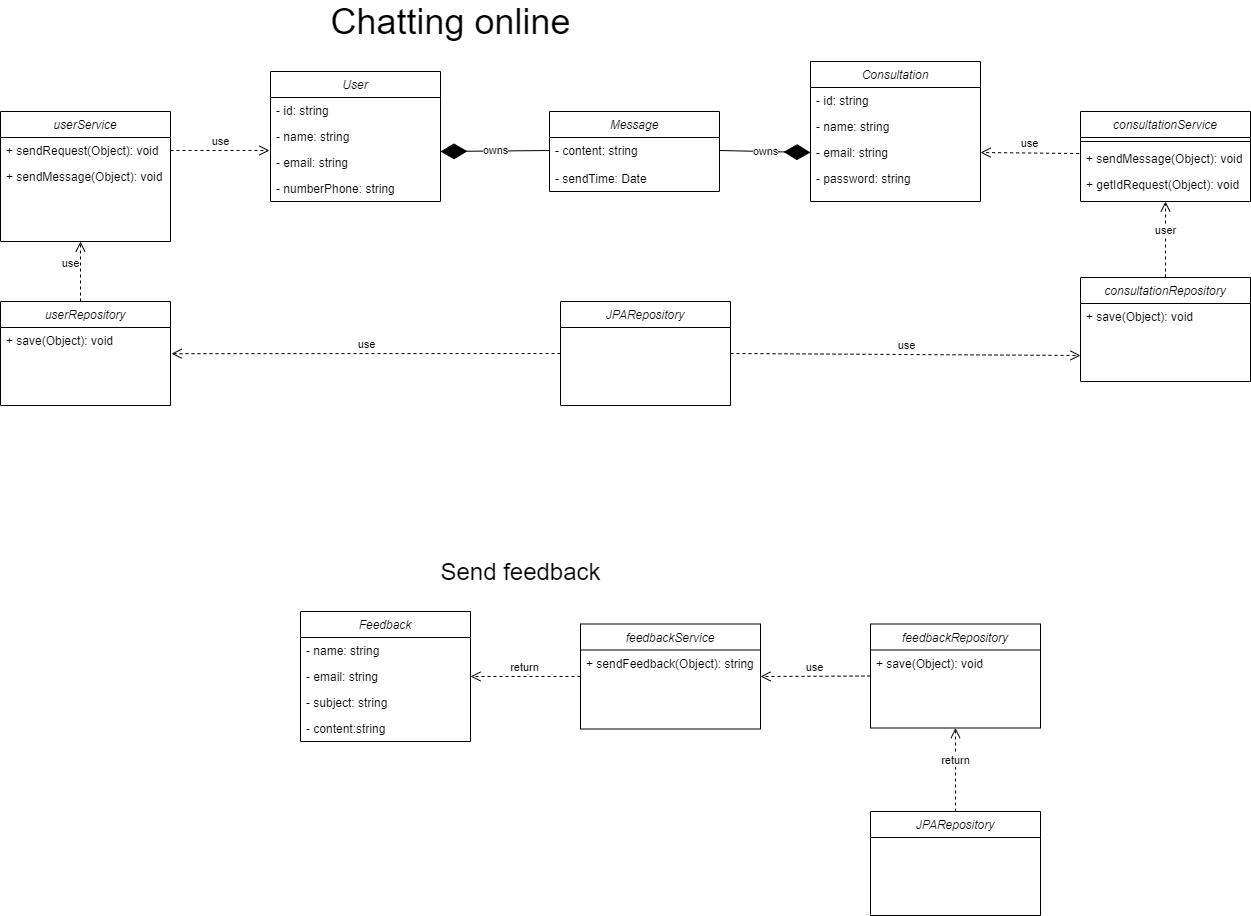 Chatting online
userService
+ sendRequest(Object): void
+ sendMessage(Object): void
use
User
- id: string
- name: string
- email: string
- numberPhone: string
owns
Message
- content: string
- sendTime: Date
owns
Consultation
- id: string
- name: string
- email: string
- password: string
use
consultationService
+ sendMessage(Object): void
+ getIdRequest(Object): void
use
user
userRepository
+ save(Object): void
use
JPARepository
use
consultationRepository
+ save(Object): void
Send feedback
Feedback
- name: string
- email: string
- subject: string
- content:string
return
feedbackService
+ sendFeedback(Object): string
use
feedbackRepository
+ save(Object): void
return
JPARepository